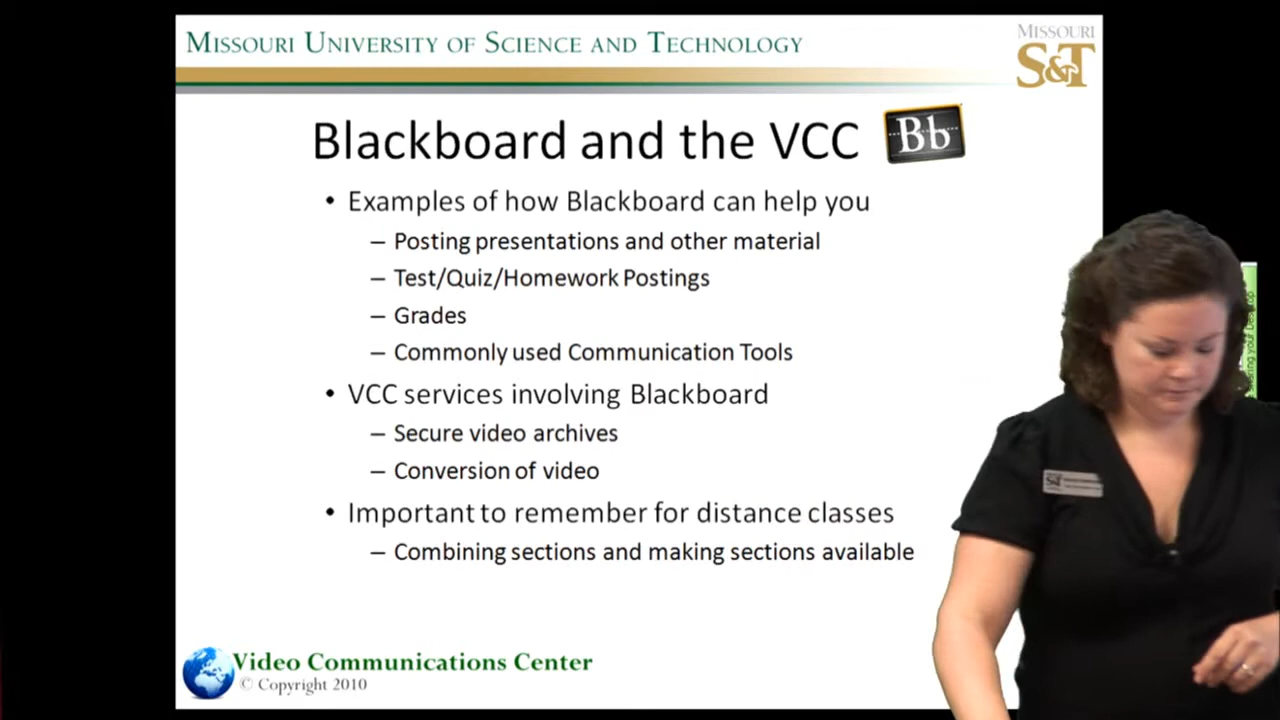 MISSOURI UNIVERSITY OF SCIENCE AND TECHNOLOGY
MISSOURI
S&T
Blackboard and the VCC
Bb
• Examples of how Blackboard can help you
– Posting presentations and other material
– Test/Quiz/Homework Postings
– Grades
– Commonly used Communication Tools
• VCC services involving Blackboard
– Secure video archives
– Conversion of video
• Important to remember for distance classes
– Combining sections and making sections available
Video Communications Center
© Copyright 2010
S&T
your Desktop